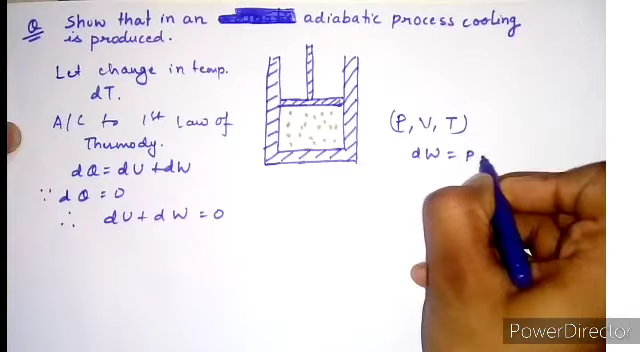 Q Show that in an adiabatic process cooling
is produced.
Let change in temp.
dT.
A/C to 1st Law of
Thermody.
dQ = dU + dW
∵ dQ = 0
∴ dU + dW = 0
(P, V, T)
dW = P
PowerDirector